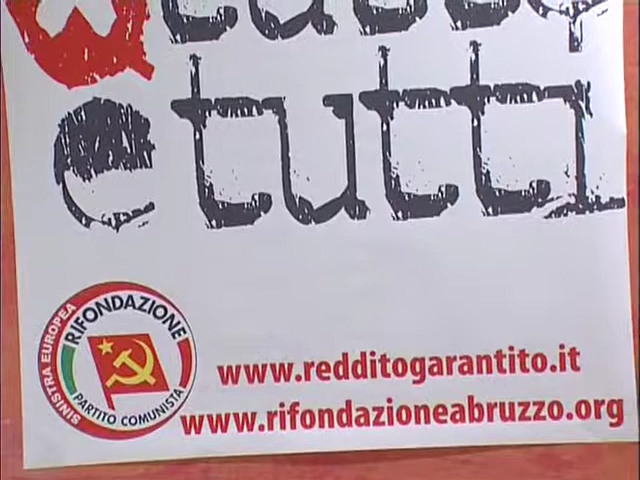 e tutti
RIFONDAZIONE
SINISTRA EUROPEA
PARTITO COMUNISTA
www.redditogarantito.it
www.rifondazioneabruzzo.org